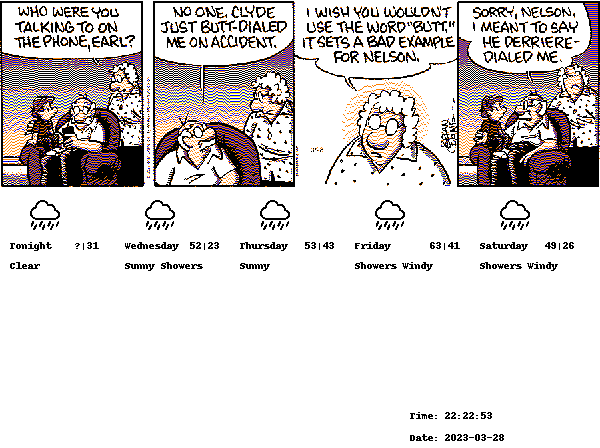 WHO WERE YOU
TALKING TO ON
THE PHONE, EARL?
NO ONE, CLYDE
JUST BUTT-DIALED
ME ON ACCIDENT.
I WISH YOU WOULDN'T
USE THE WORD "BUTT."
IT SETS A BAD EXAMPLE
FOR NELSON.
SORRY, NELSON.
I MEANT TO SAY
HE DERRIERE-
DIALED ME.
Tonight ?|31
Clear
Wednesday 52|23
Sunny Showers
Thursday 53|43
Sunny
Friday 63|41
Showers Windy
Saturday 49|26
Showers Windy
Time: 22:22:53
Date: 2023-03-28